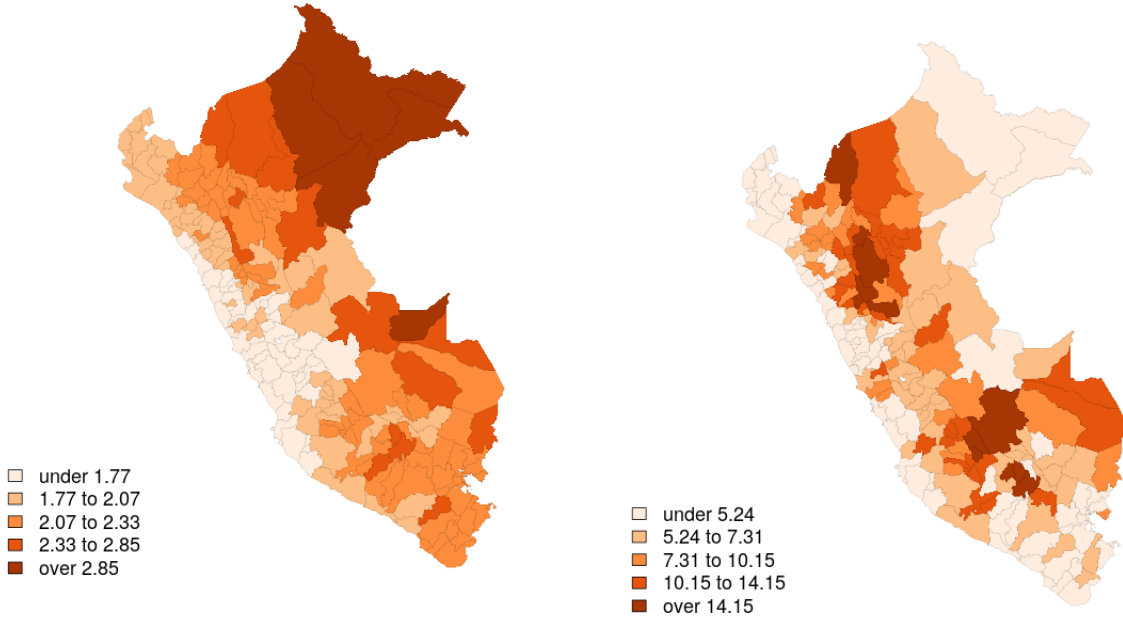 under 1.77
1.77 to 2.07
2.07 to 2.33
2.33 to 2.85
over 2.85
under 5.24
5.24 to 7.31
7.31 to 10.15
10.15 to 14.15
over 14.15